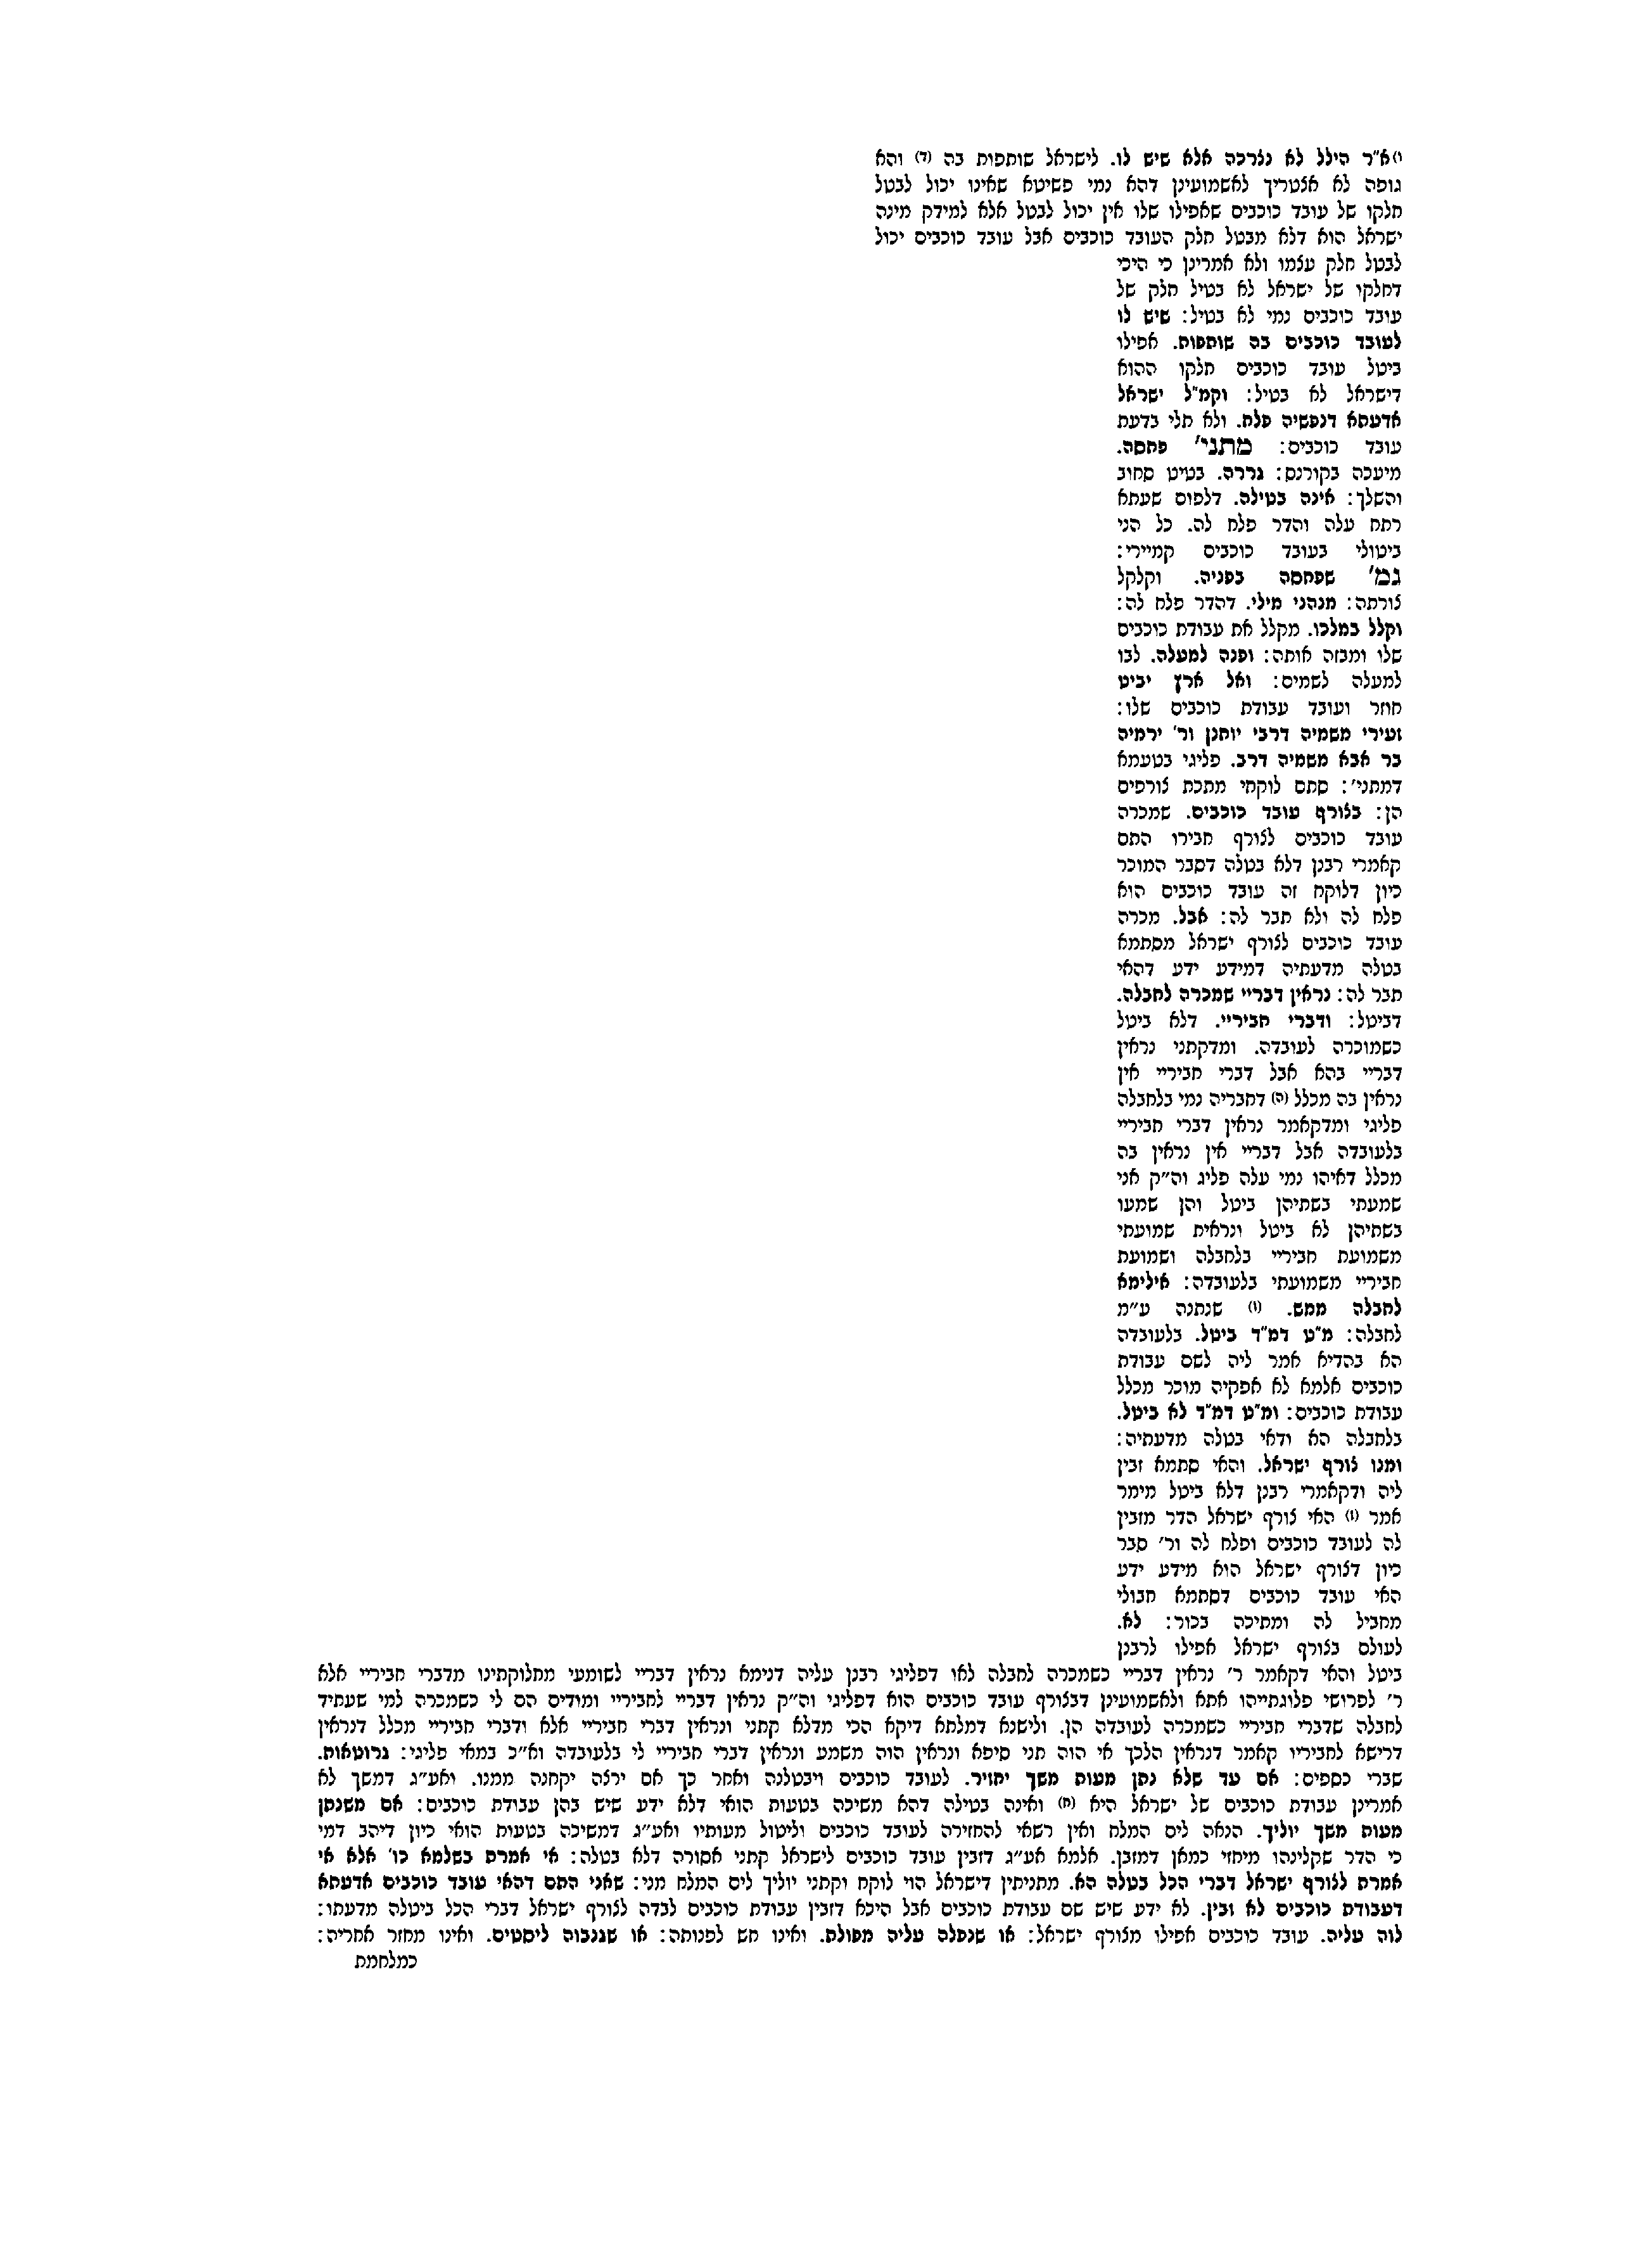 י)א"ר הילל לא נצרכה אלא שיש לו. לישראל שותפות בה (ד) והא
גופה לא אצטריך לאשמועינן דהא נמי פשיטא שאינו יכול לבטל
חלקו של עובד כוכבים שאפילו שלו אין יכול לבטל אלא למידק מינה
ישראל הוא דלא מבטל חלק העובד כוכבים אבל עובד כוכבים יכול
לבטל חלק עצמו ולא אמרינן כי היכי
דחלקו של ישראל לא בטיל חלק של
עובד כוכבים נמי לא בטיל: שיש לו
לעובד כוכבים בה שותפות. אפילו
ביטל עובד כוכבים חלקו ההוא
דישראל לא בטיל: וקמ"ל ישראל
אדעתא דנפשיה פלח. ולא תלי בדעת
עובד כוכבים: מתני' פחסה.
מיעכה בקורנס: גררה. בטיט סחוב
והשלך: אינה בטילה. דלפום שעתא
רתח עלה והדר פלח לה. כל הני
ביטולי בעובד כוכבים קמיירי:
גמ' שפחסה בפניה. וקלקל
צורתה: מנהני מילי. דהדר פלח לה:
וקלל במלכו. מקלל את עבודת כוכבים
שלו ומבזה אותה: ופנה למעלה. לבו
למעלה לשמים: ואל ארץ יביט
חוזר ועובד עבודת כוכבים שלו:
זעירי משמיה דרבי יוחנן ור' ירמיה
בר אבא משמיה דרב. פליגי בטעמא
דמתני': סתם לוקחי מתכת צורפים
הן: בצורף עובד כוכבים. שמכרה
עובד כוכבים לצורף חבירו התם
קאמרי רבנן דלא בטלה דסבר המוכר
כיון דלוקח זה עובד כוכבים הוא
פלח לה ולא תבר לה: אבל. מכרה
עובד כוכבים לצורף ישראל מסתמא
בטלה מדעתיה דמידע ידע דהאי
תבר לה: נראין דבריי שמכרה לחבלה.
דביטל: ודברי חביריי. דלא ביטל
כשמוכרה לעובדה. ומדקתני נראין
דבריי בהא אבל דברי חביריי אין
נראין בה מכלל (ה) דחבריה נמי בלחבלה
פליגי ומדקאמר נראין דברי חביריי
בלעובדה אבל דבריי אין נראין בה
מכלל דאיהו נמי עלה פליג וה"ק אני
שמעתי בשתיהן ביטל והן שמעו
בשתיהן לא ביטל ונראית שמועתי
משמועת חביריי בלחבלה ושמועת
חביריי משמועתי בלעובדה: אילימא
לחבלה ממש. (ו) שנתנה ע"מ
לחבלה: מ"ט דמ"ד ביטל. בלעובדה
הא בהדיא אמר ליה לשם עבודת
כוכבים אלמא לא אפקיה מוכר מכלל
עבודת כוכבים: ומ"ט דמ"ד לא ביטל.
בלחבלה הא ודאי בטלה מדעתיה:
ומנו צורף ישראל. והאי סתמא זבין
ליה ודקאמרי רבנן דלא ביטל מימר
אמר (ז) האי צורף ישראל הדר מזבין
לה לעובד כוכבים ופלח לה ור' סבר
כיון דצורף ישראל הוא מידע ידע
האי עובד כוכבים דסתמא חבולי
מחביל לה ומתיכה בכור: לא.
לעולם בצורף ישראל אפילו לרבנן
ביטל והאי דקאמר ר' נראין דבריי כשמכרה לחבלה לאו דפליגי רבנן עליה דנימא נראין דבריי לשומעי מחלוקתינו מדברי חביריי אלא
ר' לפרושי פלוגתייהו אתא ולאשמועינן דבצורף עובד כוכבים הוא דפליגי וה"ק נראין דבריי לחביריי ומודים הם לי כשמכרה למי שעתיד
לחבלה שדברי חביריי כשמכרה לעובדה הן. ולישנא דמלתא דיקא הכי מדלא קתני ונראין דברי חביריי אלא ודברי חביריי מכלל דנראין
דרישא לחביריו קאמר דנראין הלכך אי הוה תני סיפא ונראין הוה משמע ונראין דברי חביריי לי בלעובדה וא"כ במאי פליגי: גרוטאות.
שברי כספים: אם עד שלא נתן מעות משך יחזיר. לעובד כוכבים ויבטלנה ואחר כך אם ירצה יקחנה ממנו. ואע"ג דמשך לא
אמרינן עבודת כוכבים של ישראל היא (ח) ואינה בטילה דהא משיכה בטעות הואי דלא ידע שיש בהן עבודת כוכבים: אם משנתן
מעות משך יוליך. הנאה לים המלח ואין רשאי להחזירה לעובד כוכבים וליטול מעותיו ואע"ג דמשיכה בטעות הואי כיון דיהב דמי
כי הדר שקלינהו מיחזי כמאן דמזבן. אלמא אע"ג דזבין עובד כוכבים לישראל קתני אסורה דלא בטלה: אי אמרת בשלמא כו' אלא אי
אמרת לצורף ישראל דברי הכל בטלה הא. מתניתין דישראל הוי לוקח וקתני יוליך לים המלח מני: שאני התם דהאי עובד כוכבים אדעתא
דעבודת כוכבים לא זבין. לא ידע שיש שם עבודת כוכבים אבל היכא דזבין עבודת כוכבים לבדה לצורף ישראל דברי הכל ביטלה מדעתו:
לוה עליה. עובד כוכבים אפילו מצורף ישראל: או שנפלה עליה מפולת. ואינו חש לפנותה: או שגנבוה ליסטים. ואינו מחזר אחריה:
כמלחמת